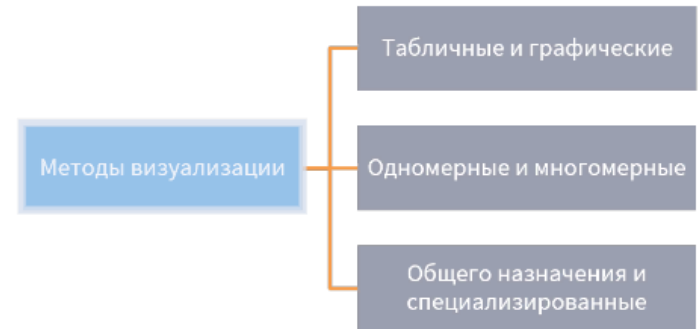 Табличные и графические
Методы визуализации
Одномерные и многомерные
Общего назначения и
специализированные